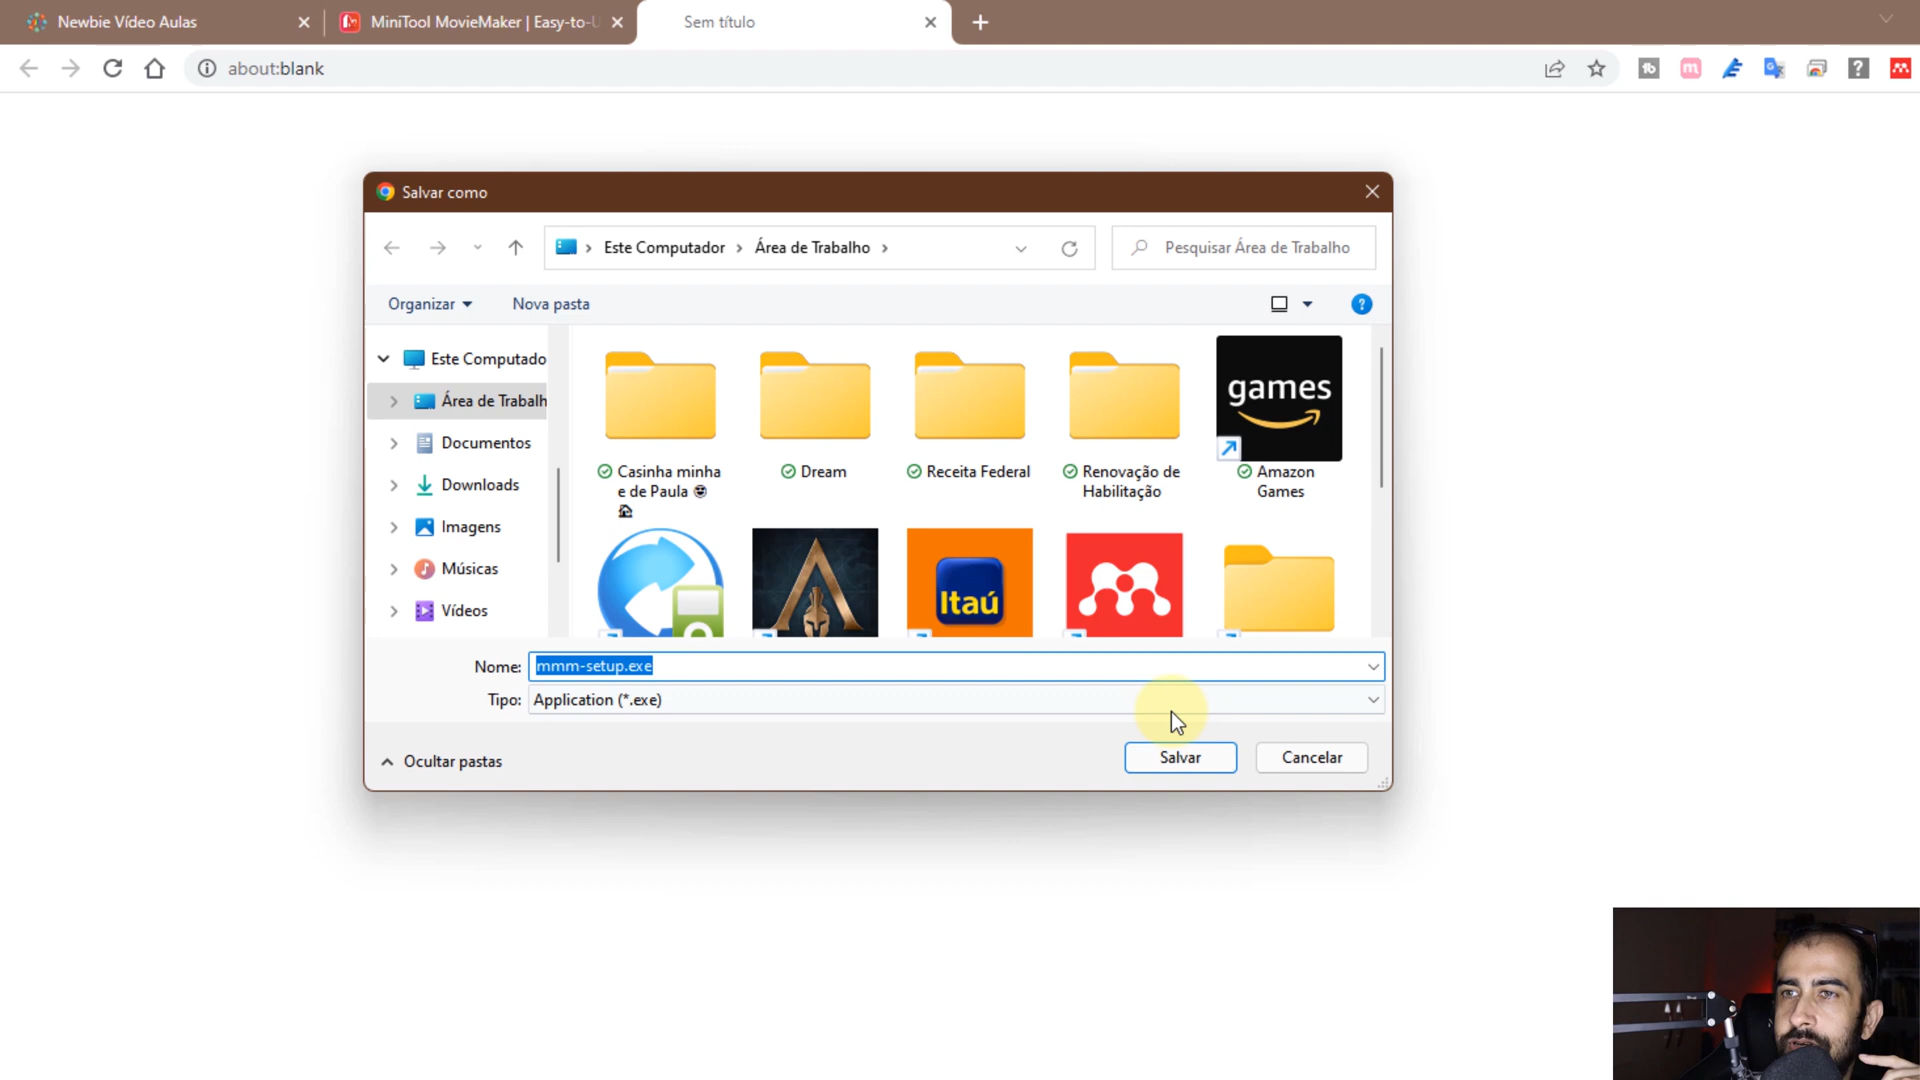 Newbie Vídeo Aulas
MiniTool MovieMaker | Easy-to-U
Sem título
about:blank
Salvar como
Este Computador
Área de Trabalho
Pesquisar Área de Trabalho
Organizar
Nova pasta
Este Computado
Área de Trabalh
Documentos
Downloads
Imagens
Músicas
Vídeos
Casinha minha
e de Paula
Dream
Receita Federal
Renovação de
Habilitação
games
Amazon
Games
Itaú
Nome: mmm-setup.exe
Tipo: Application (*.exe)
Ocultar pastas
Salvar
Cancelar